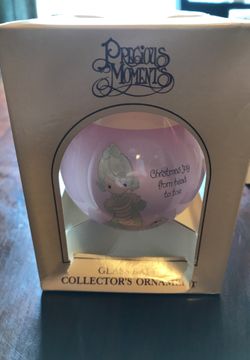 PRECIOUS
MOMENTS
Christmas Joy
from head
to toe
GLASS BALL
COLLECTOR'S ORNAMENT